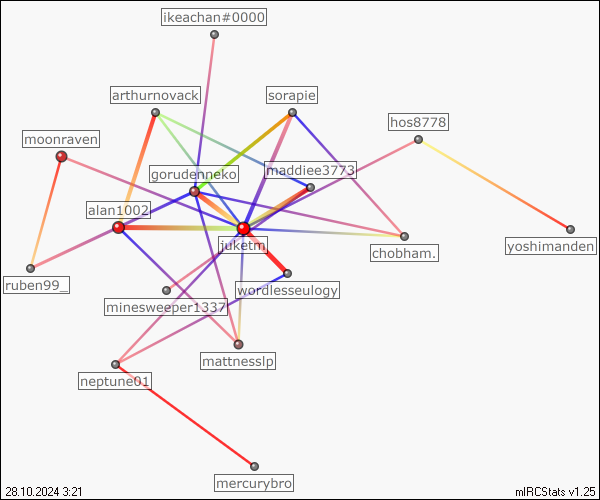 ikeachan#0000
arthurnovack
sorapie
hos8778
moonraven
gorudenneko
maddiee3773
alan1002
juketm
chobham.
yoshimanden
ruben99_
wordlesseulogy
minesweeper1337
mattnesslp
neptune01
mercurybro
28.10.2024 3:21
mIRCStats v1.25